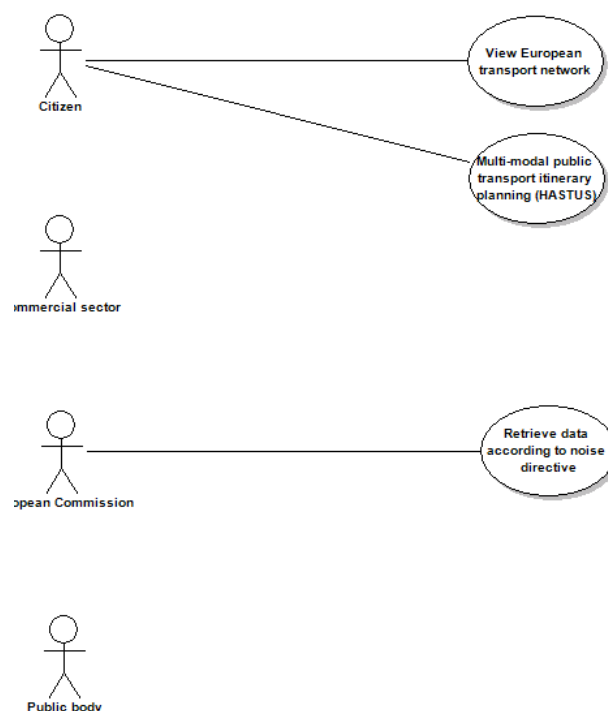 View European
transport network
Citizen
Multi-modal public
transport itinerary
planning (HASTUS)
ommercial sector
Retrieve data
according to noise
directive
opean Commission
Public body